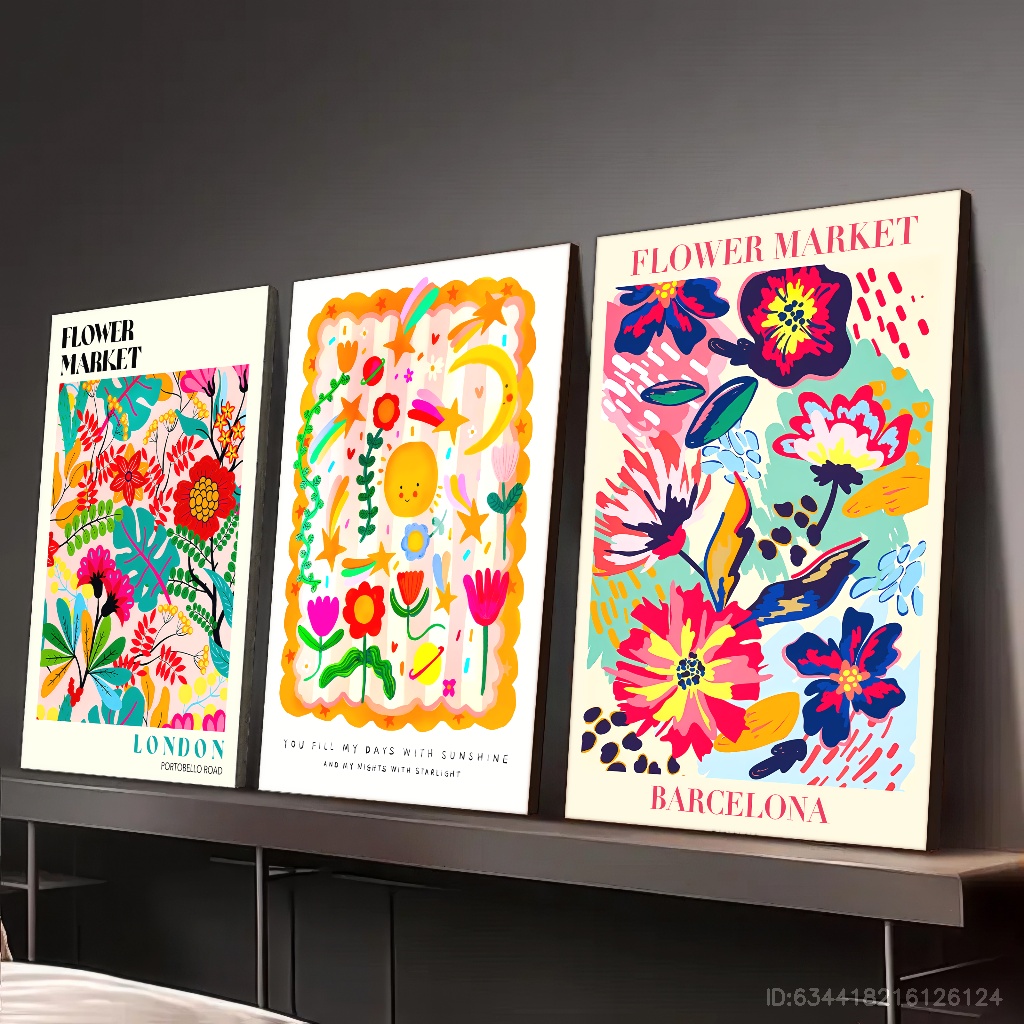 FLOWER
MARKET
LONDON
PORTOBELLO ROAD
YOU FILL MY DAYS WITH SUNSHINE
AND MY NIGHTS WITH STARLIGHT
FLOWER MARKET
BARCELONA
ID:634418216126124